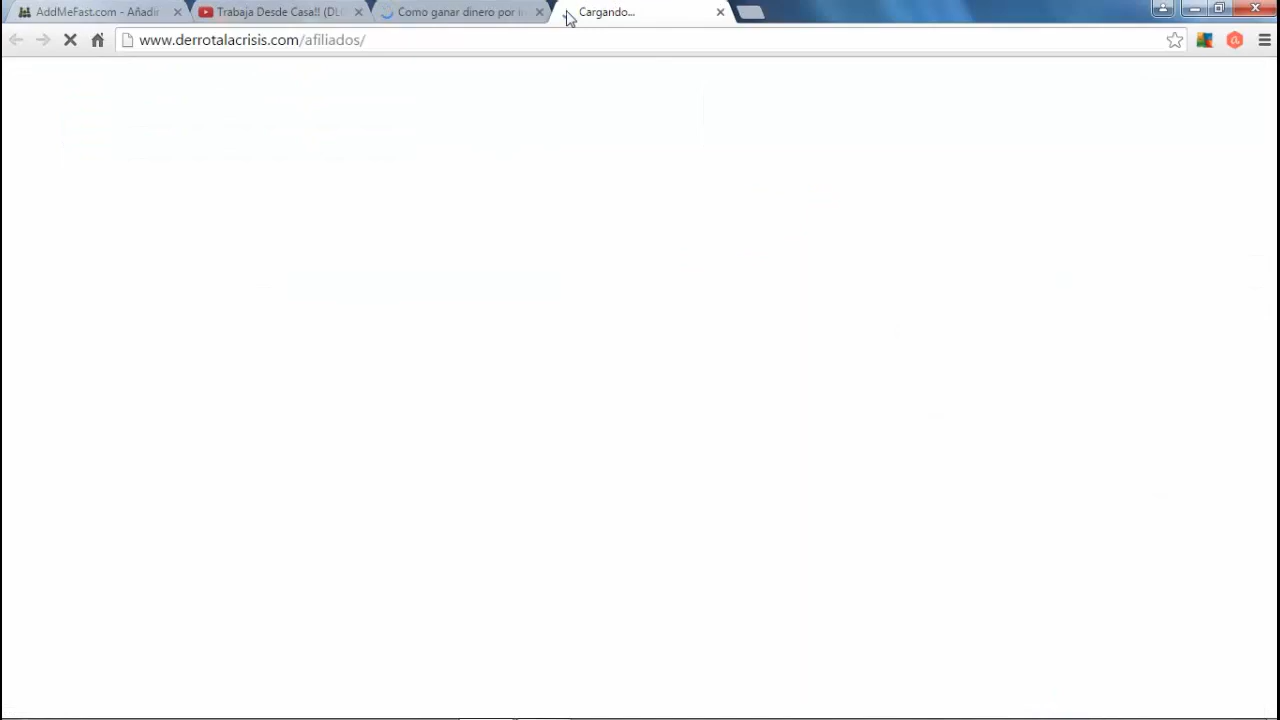 AddMeFast.com - Añadir
Trabaja Desde Casa!! (DL
Como ganar dinero por i
Cargando...
www.derrotalacrisis.com/afiliados/